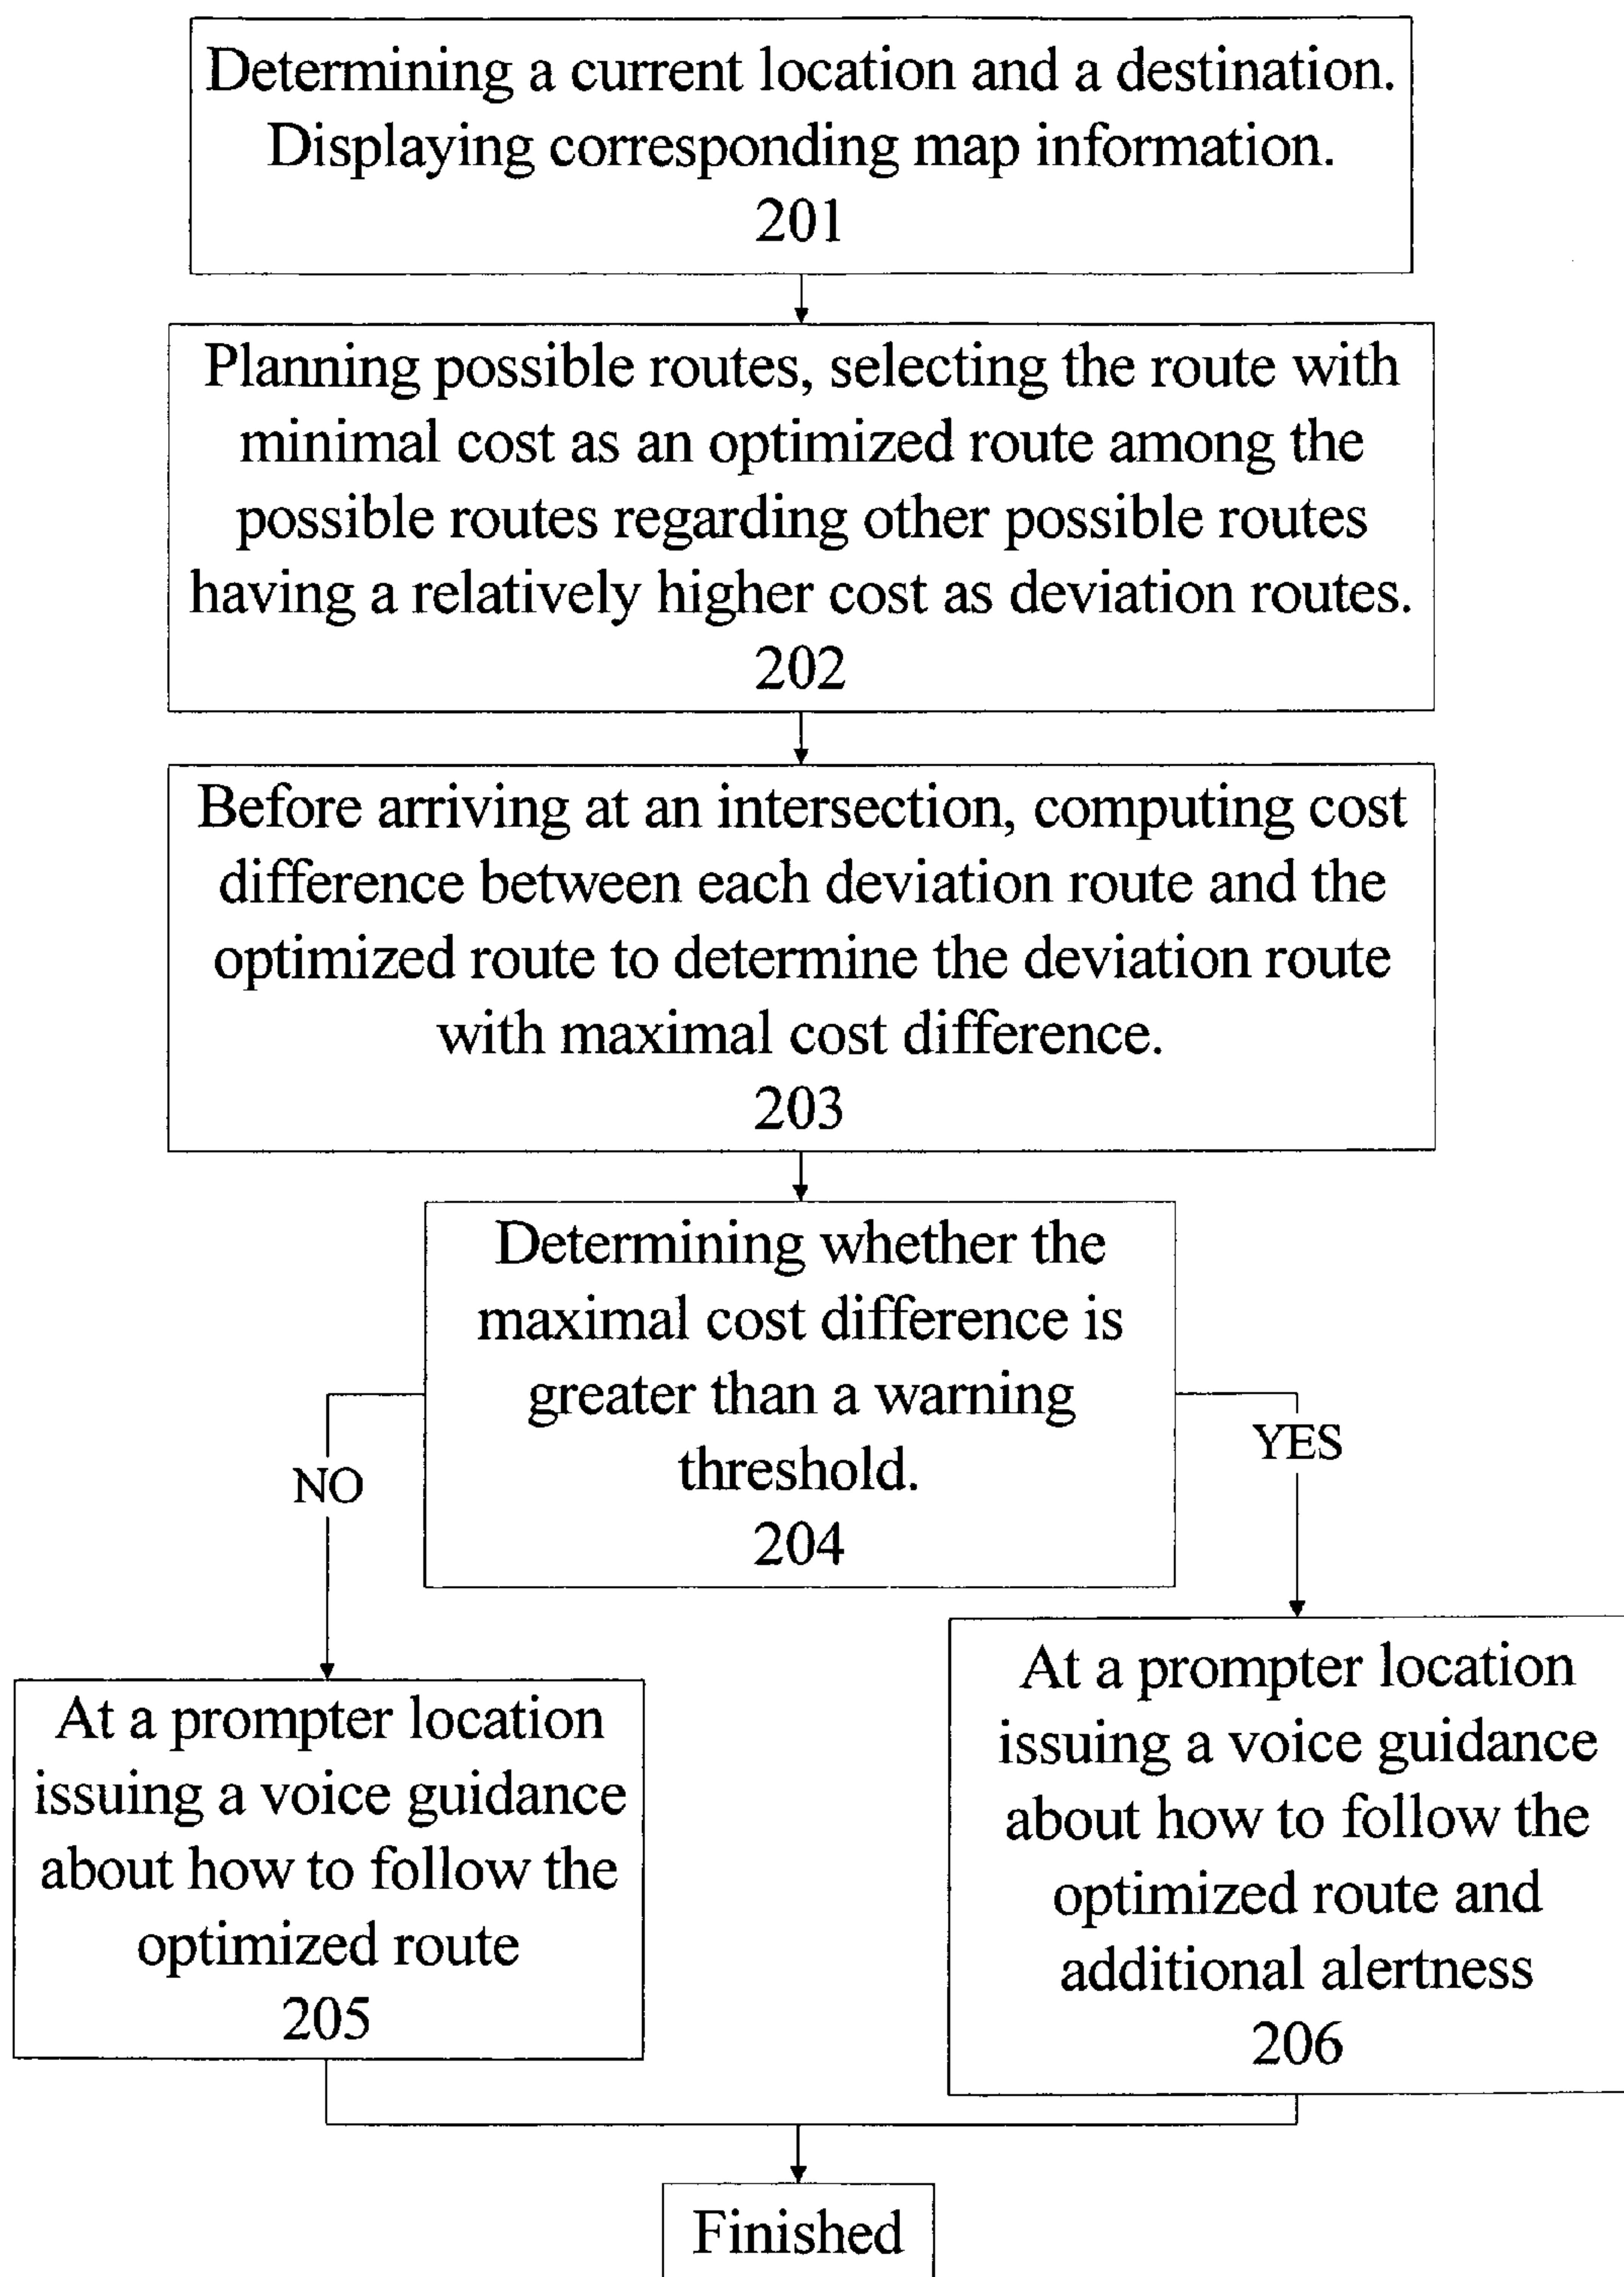 Determining a current location and a destination.
Displaying corresponding map information.
201
Planning possible routes, selecting the route with
minimal cost as an optimized route among the
possible routes regarding other possible routes
having a relatively higher cost as deviation routes.
202
Before arriving at an intersection, computing cost
difference between each deviation route and the
optimized route to determine the deviation route
with maximal cost difference.
203
Determining whether the
maximal cost difference is
greater than a warning
threshold.
204
NO
YES
At a prompter location
issuing a voice guidance
about how to follow the
optimized route
205
At a prompter location
issuing a voice guidance
about how to follow the
optimized route and
additional alertness
206
Finished